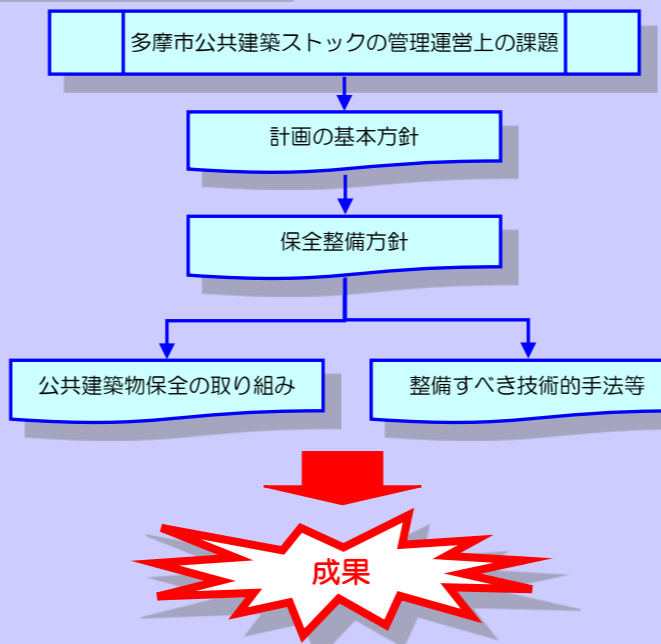 多摩市公共建築ストックの管理運営上の課題
計画の基本方針
保全整備方針
公共建築物保全の取り組み
整備すべき技術的手法等
成果